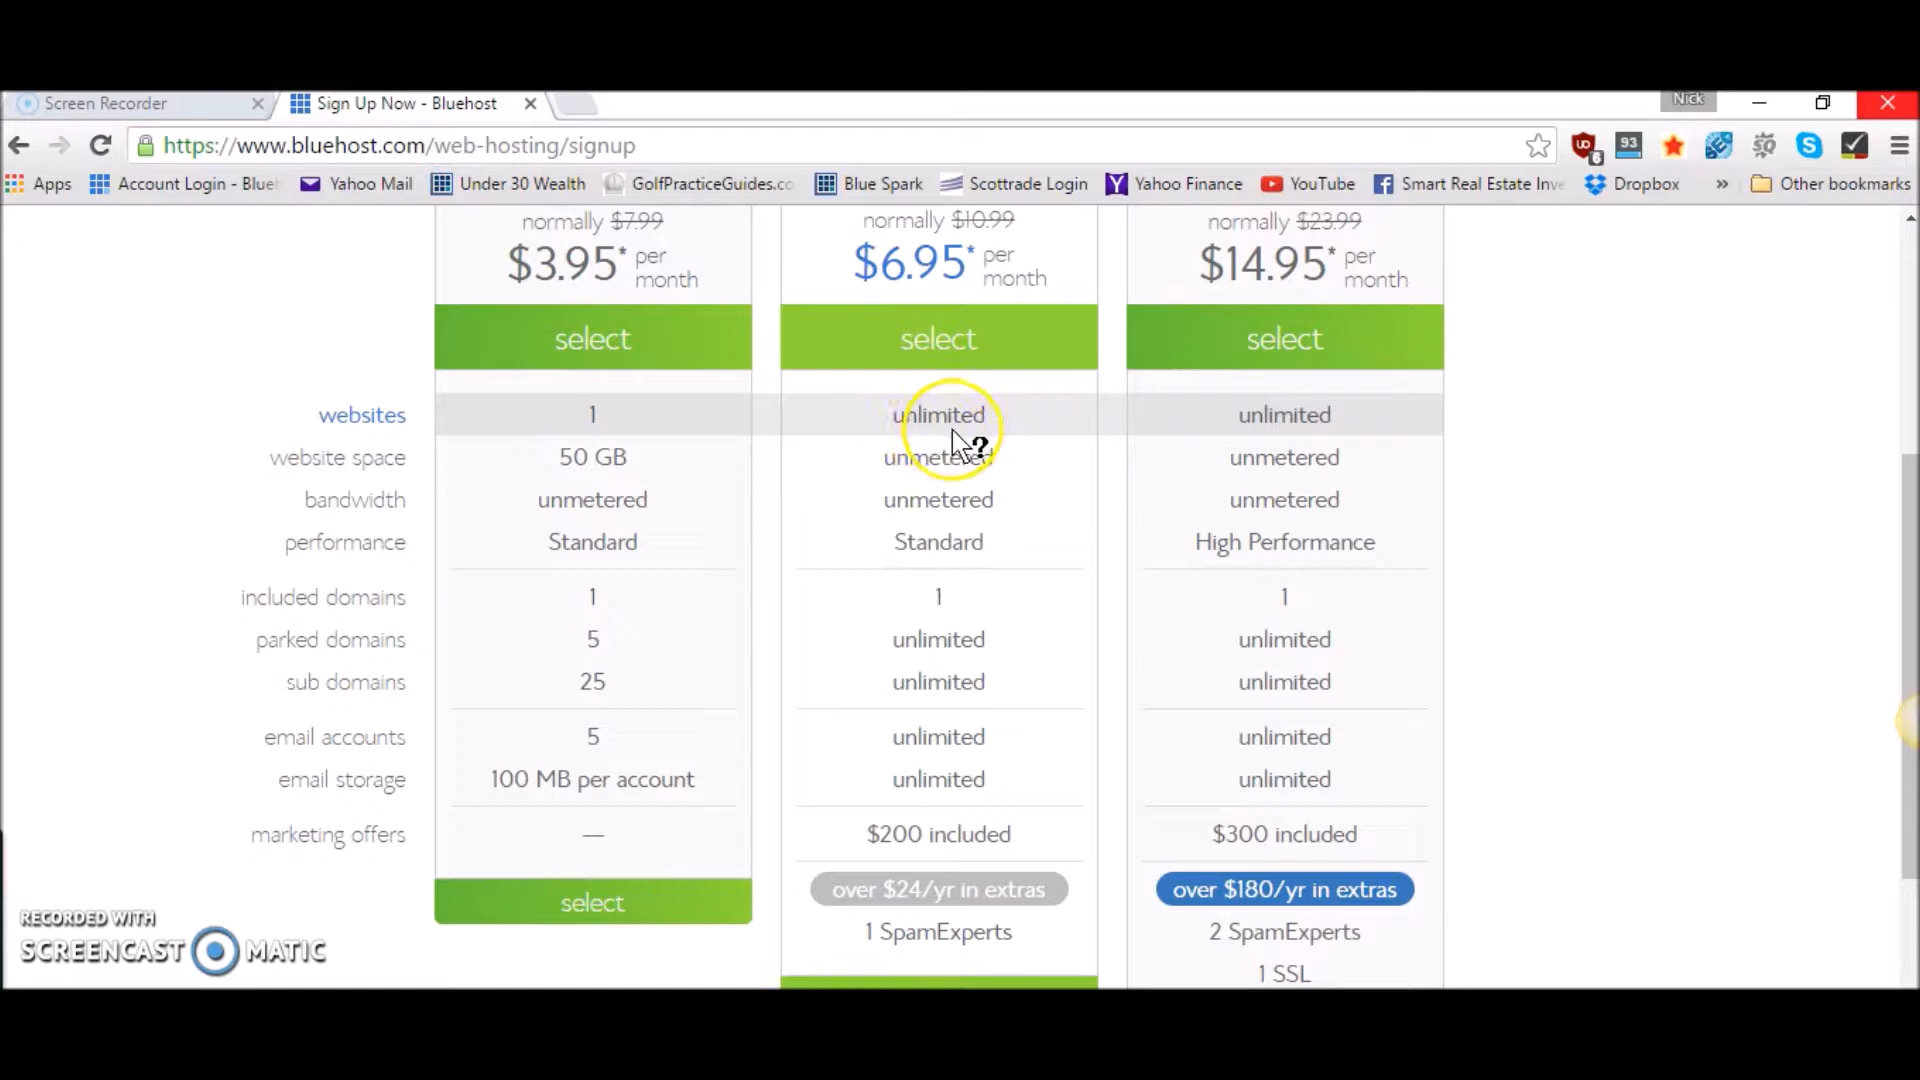 Screen Recorder
Sign Up Now - Bluehost
Nick
https://www.bluehost.com/web-hosting/signup
UO
6
93
SQ
S
Apps
Account Login - Blueh
Yahoo Mail
Under 30 Wealth
GolfPracticeGuides.co
Blue Spark
Scottrade Login
Yahoo Finance
YouTube
Smart Real Estate Inve
Dropbox
»
Other bookmarks
normally $7.99 normally $10.99 normally $23.99
$3.95* per month $6.95* per month $14.95* per month
select select select
websites 1 unlimited unlimited
website space 50 GB unmetered unmetered
bandwidth unmetered unmetered unmetered
performance Standard Standard High Performance
included domains 1 1 1
parked domains 5 unlimited unlimited
sub domains 25 unlimited unlimited
email accounts 5 unlimited unlimited
email storage 100 MB per account unlimited unlimited
marketing offers — $200 included $300 included
select over $24/yr in extras over $180/yr in extras
1 SpamExperts 2 SpamExperts
1 SSL
RECORDED WITH
SCREENCAST MATIC